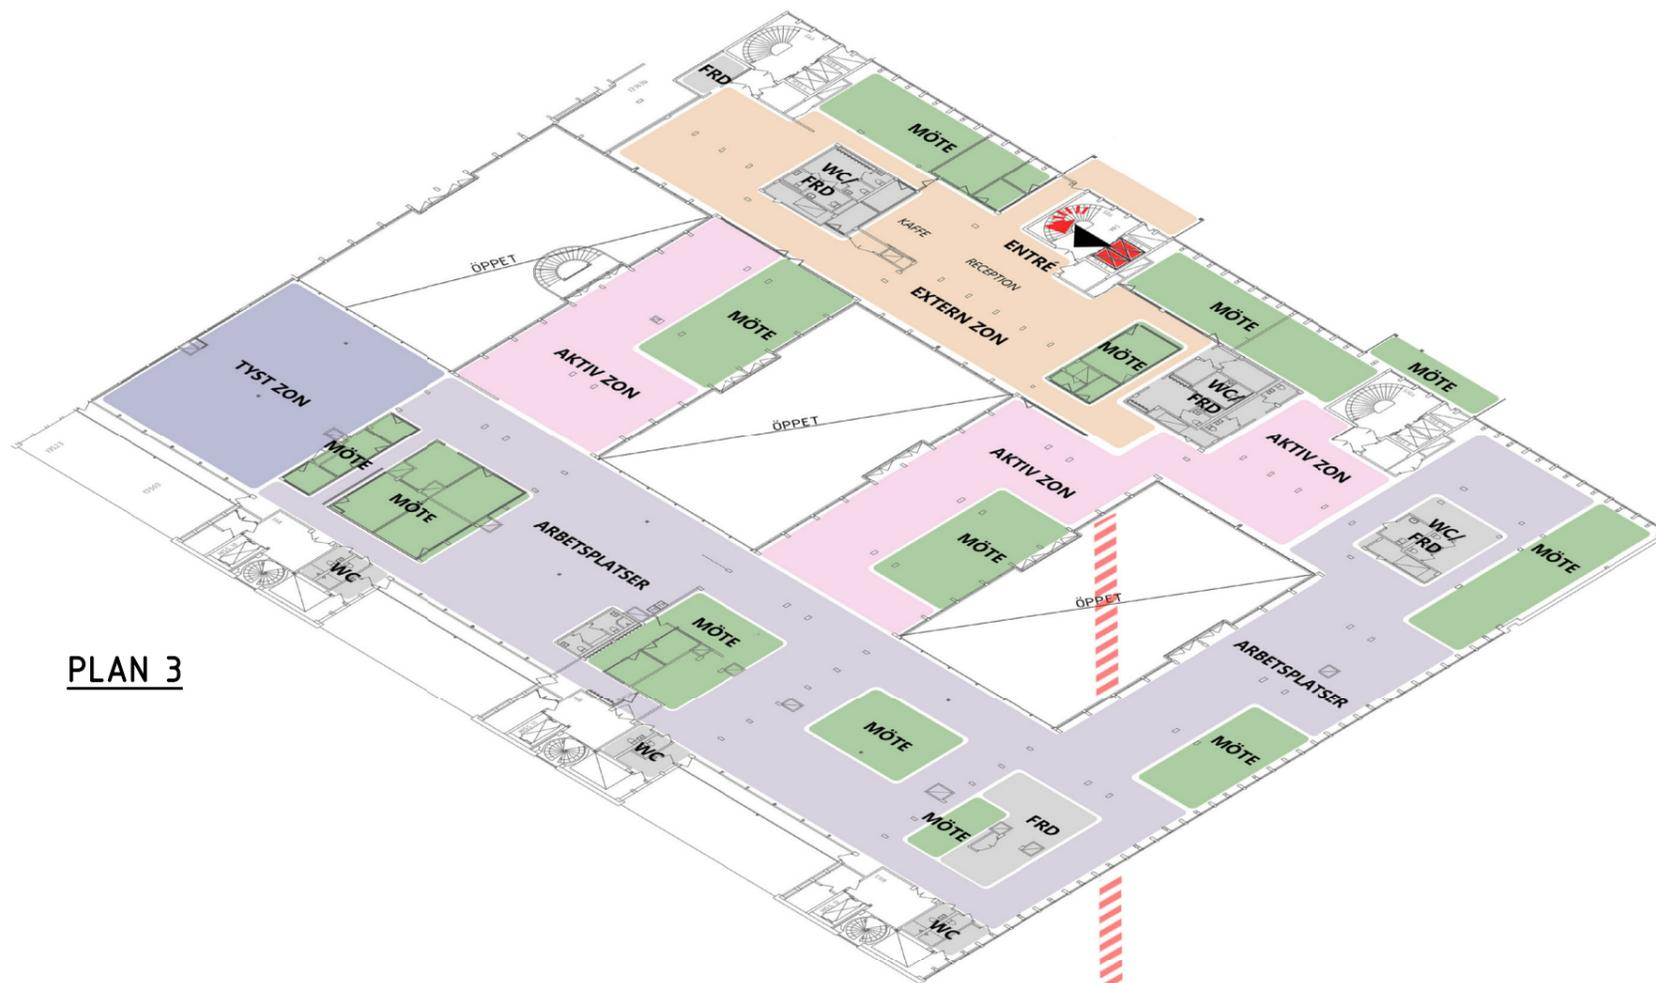 FRD
MÖTE
WC/
FRD
KAFFE
ENTRÉ
RECEPTION
EXTERN ZON
MÖTE
MÖTE
MÖTE
WC/
FRD
ÖPPET
MÖTE
AKTIV ZON
TYST ZON
ÖPPET
AKTIV ZON
AKTIV ZON
MÖTE
MÖTE
MÖTE
WC/
FRD
MÖTE
ARBETSPLATSER
WC
ÖPPET
MÖTE
ARBETSPLATSER
PLAN 3
MÖTE
MÖTE
WC
MÖTE
FRD
WC